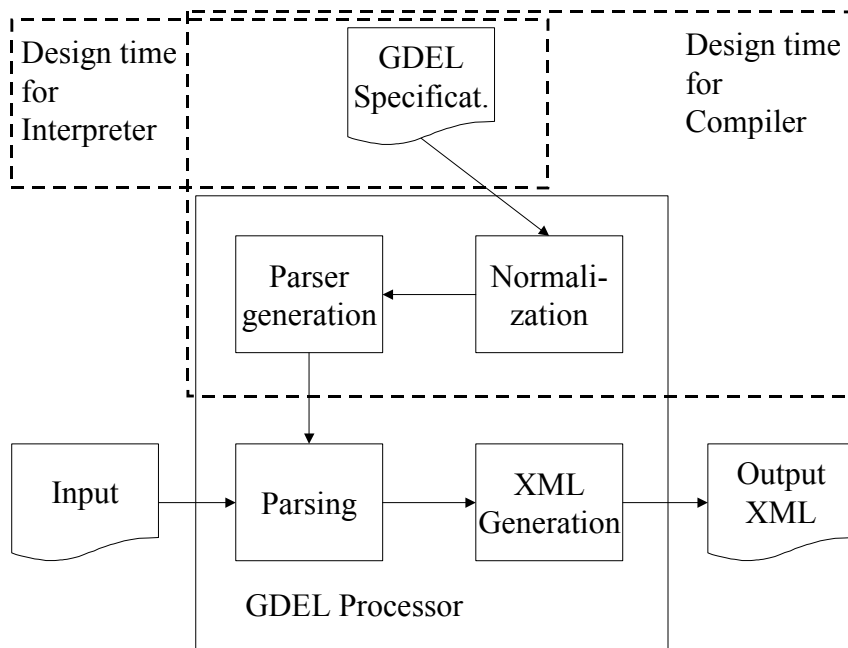 Design time
for
Interpreter
GDEL
Specificat.
Design time
for
Compiler
Parser
generation
Normali-
zation
Input
Parsing
XML
Generation
Output
XML
GDEL Processor